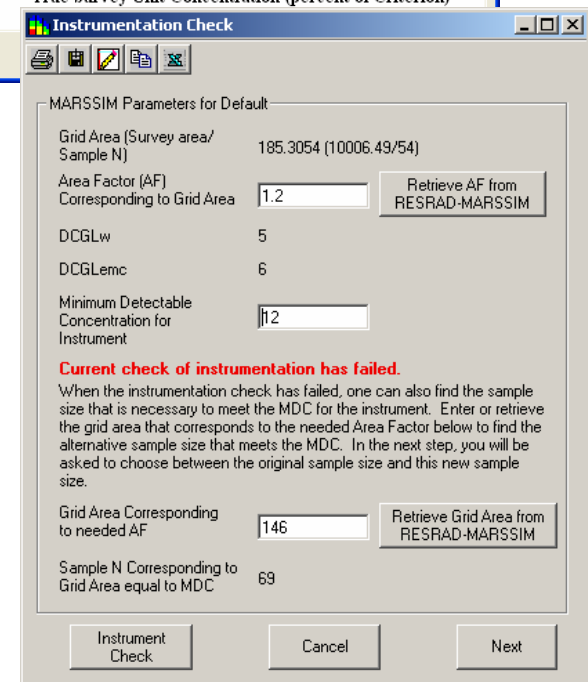 True Survey Unit Concentration (percent of Criterion)
Instrumentation Check
MARSSIM Parameters for Default
Grid Area (Survey area/
Sample N)
185.3054 (10006.49/54)
Area Factor (AF)
Corresponding to Grid Area
1.2
Retrieve AF from
RESRAD-MARSSIM
DCGLw
5
DCGLemc
6
Minimum Detectable
Concentration for
Instrument
12
Current check of instrumentation has failed.
When the instrumentation check has failed, one can also find the sample
size that is necessary to meet the MDC for the instrument. Enter or retrieve
the grid area that corresponds to the needed Area Factor below to find the
alternative sample size that meets the MDC. In the next step, you will be
asked to choose between the original sample size and this new sample
size.
Grid Area Corresponding
to needed AF
146
Retrieve Grid Area from
RESRAD-MARSSIM
Sample N Corresponding to
Grid Area equal to MDC
69
Instrument
Check
Cancel
Next